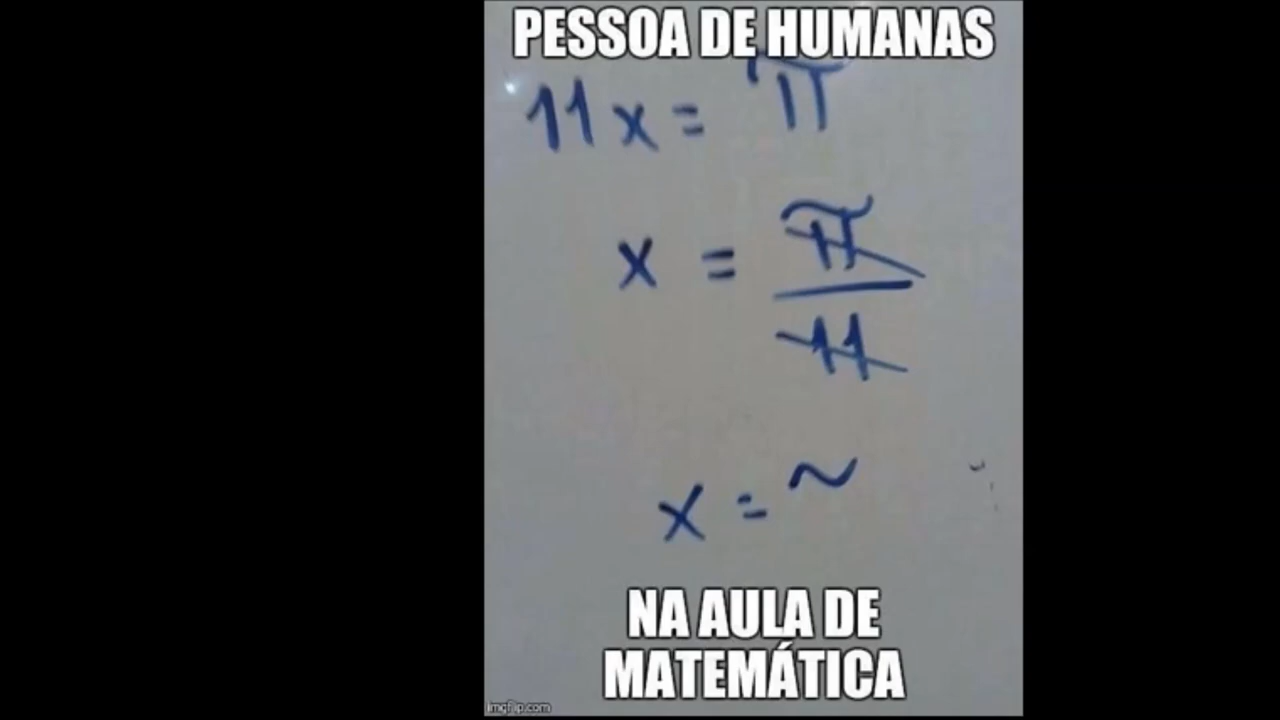 PESSOA DE HUMANAS
11x = π
x = π
11
x = ~
NA AULA DE
MATEMÁTICA
imgflip.com